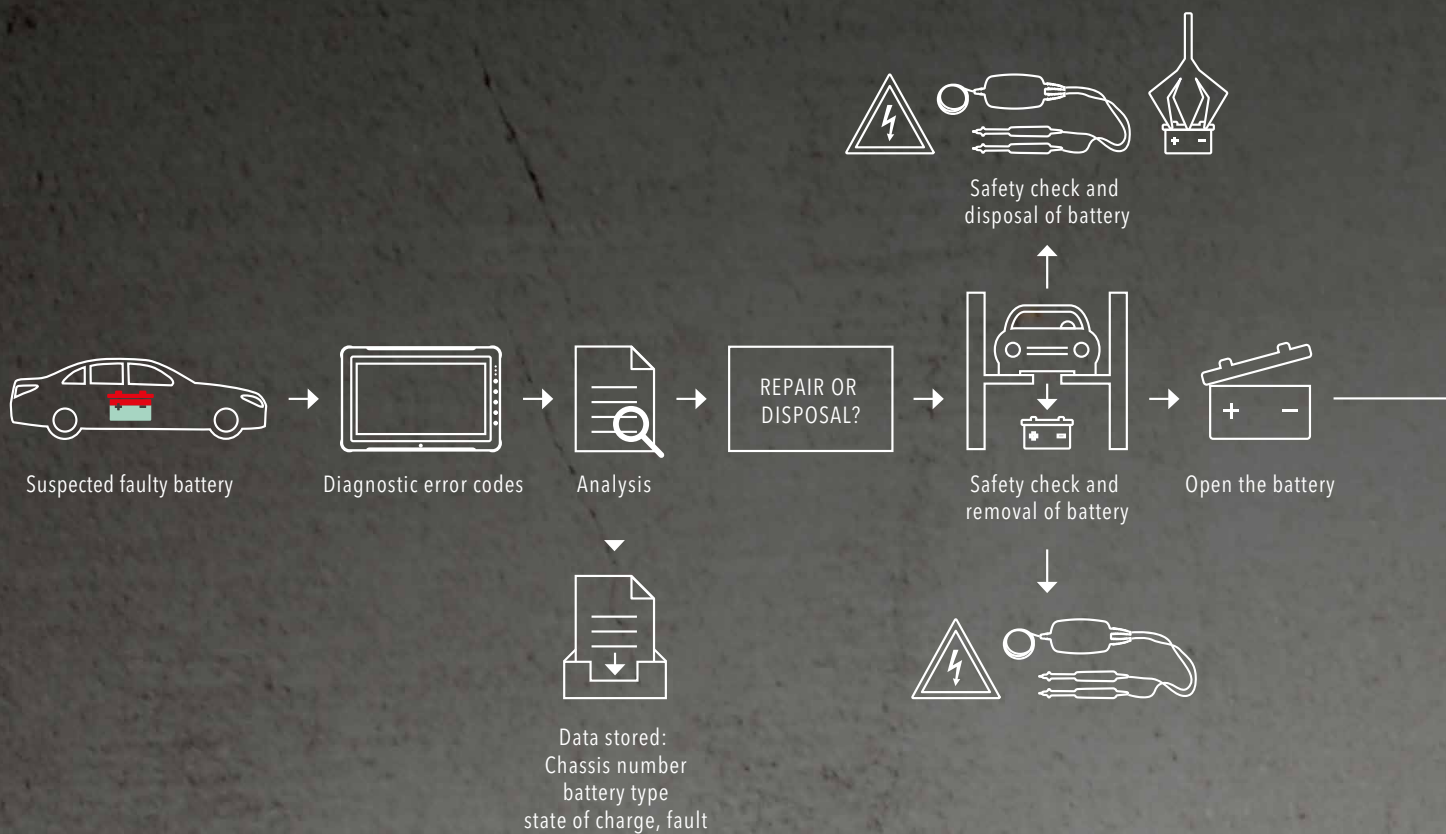 Safety check and
disposal of battery
REPAIR OR
DISPOSAL?
Suspected faulty battery
Diagnostic error codes
Analysis
Safety check and
removal of battery
Open the battery
Data stored:
Chassis number
battery type
state of charge, fault